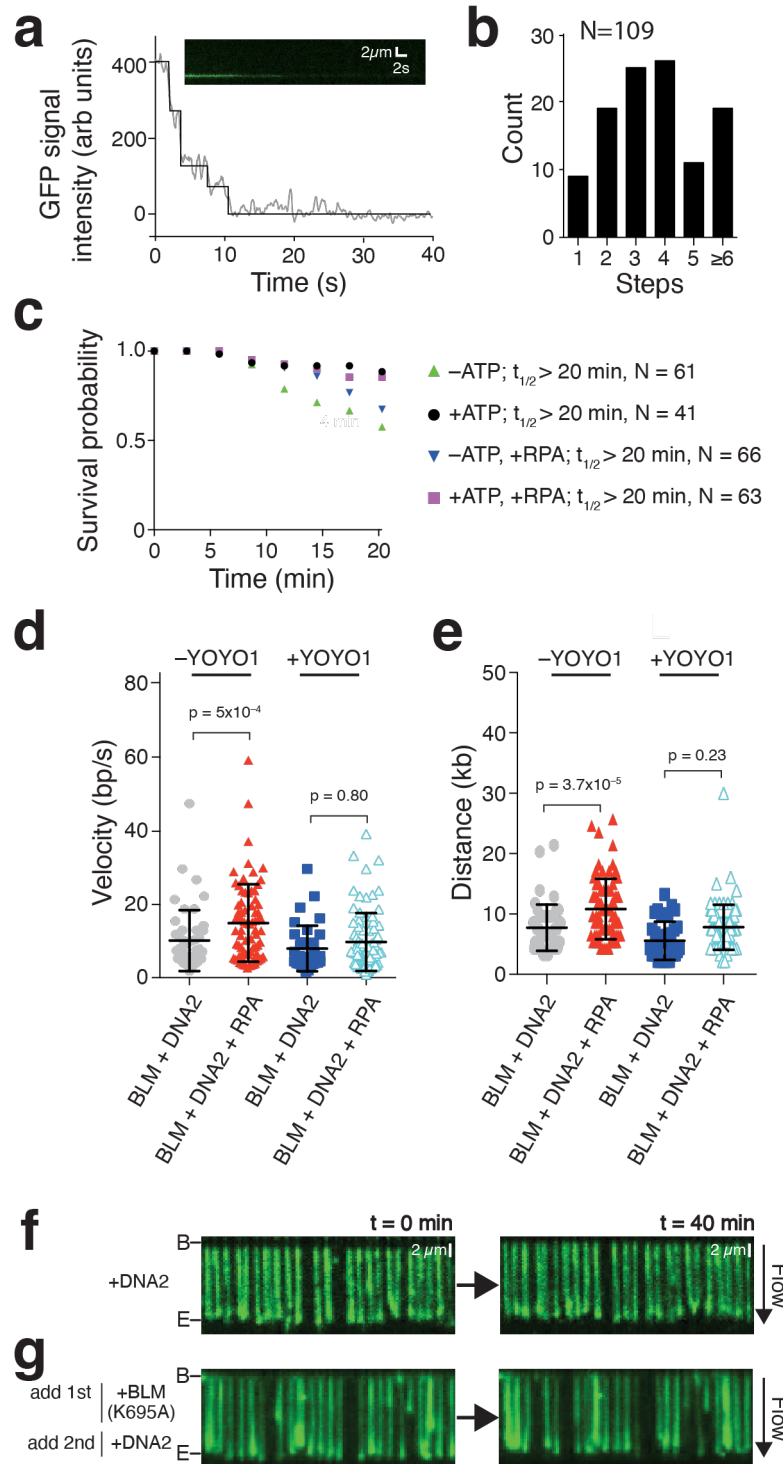 a
GFP signal
intensity (arb units)
400
200
0
2μm
2s
0 10 20 30 40
Time (s)
b
N=109
Count
30
20
10
0
1 2 3 4 5 ≥6
Steps
c
Survival probability
1.0
0.5
0
4 min
0 5 10 15 20
Time (min)
–ATP; t1/2 > 20 min, N = 61
+ATP; t1/2 > 20 min, N = 41
–ATP, +RPA; t1/2 > 20 min, N = 66
+ATP, +RPA; t1/2 > 20 min, N = 63
d
–YOYO1 +YOYO1
Velocity (bp/s)
80
60
40
20
0
p = 5x10–4
p = 0.80
BLM + DNA2
BLM + DNA2 + RPA
BLM + DNA2
BLM + DNA2 + RPA
e
–YOYO1 +YOYO1
Distance (kb)
50
40
30
20
10
0
p = 3.7x10–5
p = 0.23
BLM + DNA2
BLM + DNA2 + RPA
BLM + DNA2
BLM + DNA2 + RPA
f
t = 0 min
t = 40 min
B
+DNA2
E
2 μm
2 μm
Flow
g
B
add 1st +BLM
(K695A)
add 2nd +DNA2
E
Flow